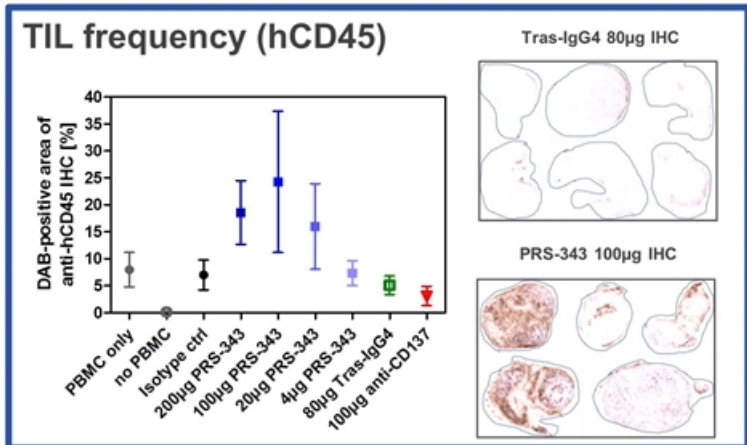 TIL frequency (hCD45)
DAB-positive area of
anti-hCD45 IHC [%]
40
35
30
25
20
15
10
5
0
PBMC only
no PBMC
Isotype ctrl
200µg PRS-343
100µg PRS-343
20µg PRS-343
4µg PRS-343
80µg Tras-IgG4
100µg anti-CD137
Tras-IgG4 80µg IHC
PRS-343 100µg IHC